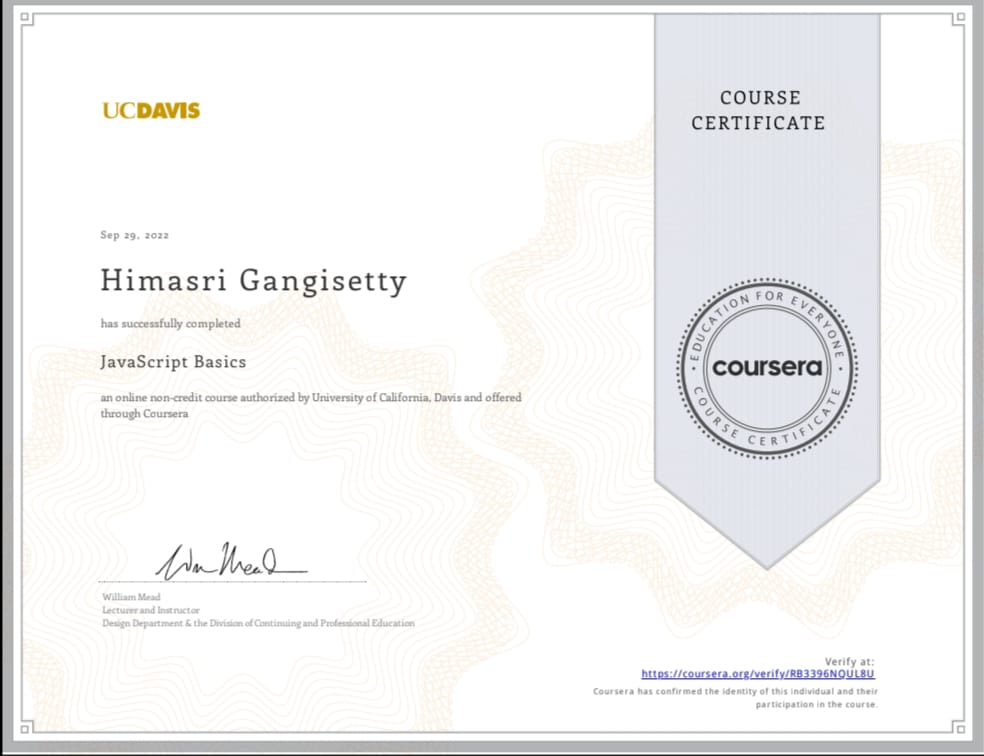 UCDAVIS
COURSE
CERTIFICATE
Sep 29, 2022
Himasri Gangisetty
has successfully completed
JavaScript Basics
an online non-credit course authorized by University of California, Davis and offered
through Coursera
EDUCATION FOR EVERYONE
coursera
COURSE CERTIFICATE
William Mead
Lecturer and Instructor
Design Department & the Division of Continuing and Professional Education
Verify at:
https://coursera.org/verify/RB3396NQUL8U
Coursera has confirmed the identity of this individual and their
participation in the course.